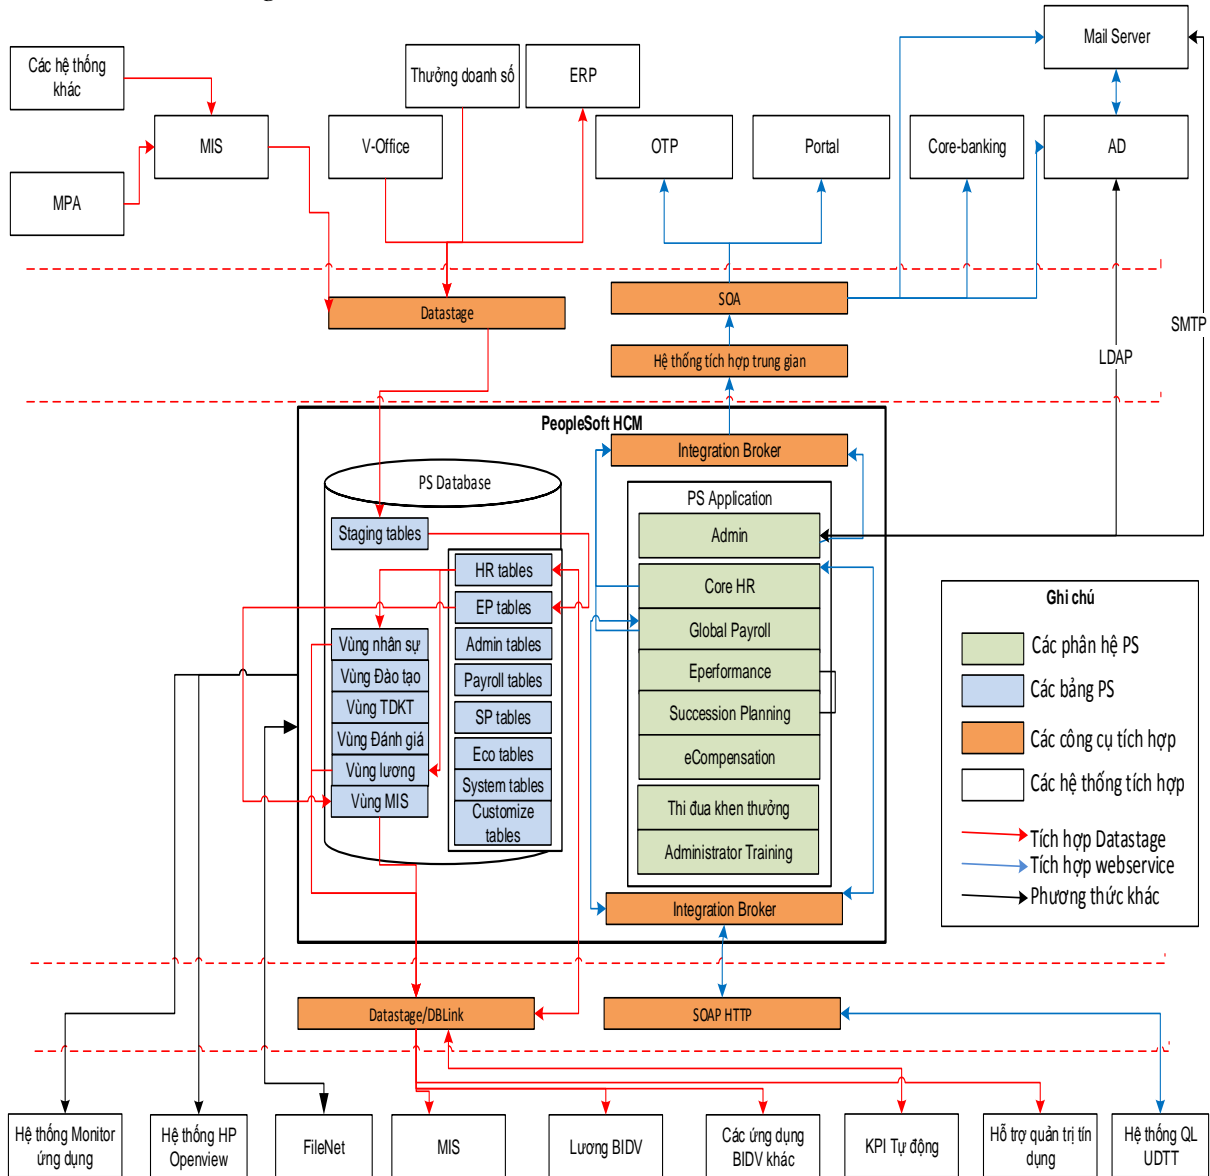 Mail Server
Các hệ thống
khác
Thưởng doanh số
ERP
MIS
V-Office
OTP
Portal
Core-banking
AD
MPA
Datastage
SOA
SMTP
Hệ thống tích hợp trung gian
LDAP
PeopleSoft HCM
Integration Broker
PS Database
PS Application
Staging tables
Admin
HR tables
Core HR
EP tables
Global Payroll
Vùng nhân sự
Admin tables
Eperformance
Vùng Đào tạo
Payroll tables
Vùng TDKT
SP tables
Succession Planning
Vùng Đánh giá
Eco tables
eCompensation
Vùng lương
System tables
Vùng MIS
Customize
tables
Thi đua khen thưởng
Administrator Training
Integration Broker
Ghi chú
Các phân hệ PS
Các bảng PS
Các công cụ tích hợp
Các hệ thống tích hợp
Tích hợp Datastage
Tích hợp webservice
Phương thức khác
Datastage/DBLink
SOAP HTTP
Hệ thống Monitor
ứng dụng
Hệ thống HP
Openview
FileNet
MIS
Lương BIDV
Các ứng dụng
BIDV khác
KPI Tự động
Hỗ trợ quản trị tín
dụng
Hệ thống QL
UDTT